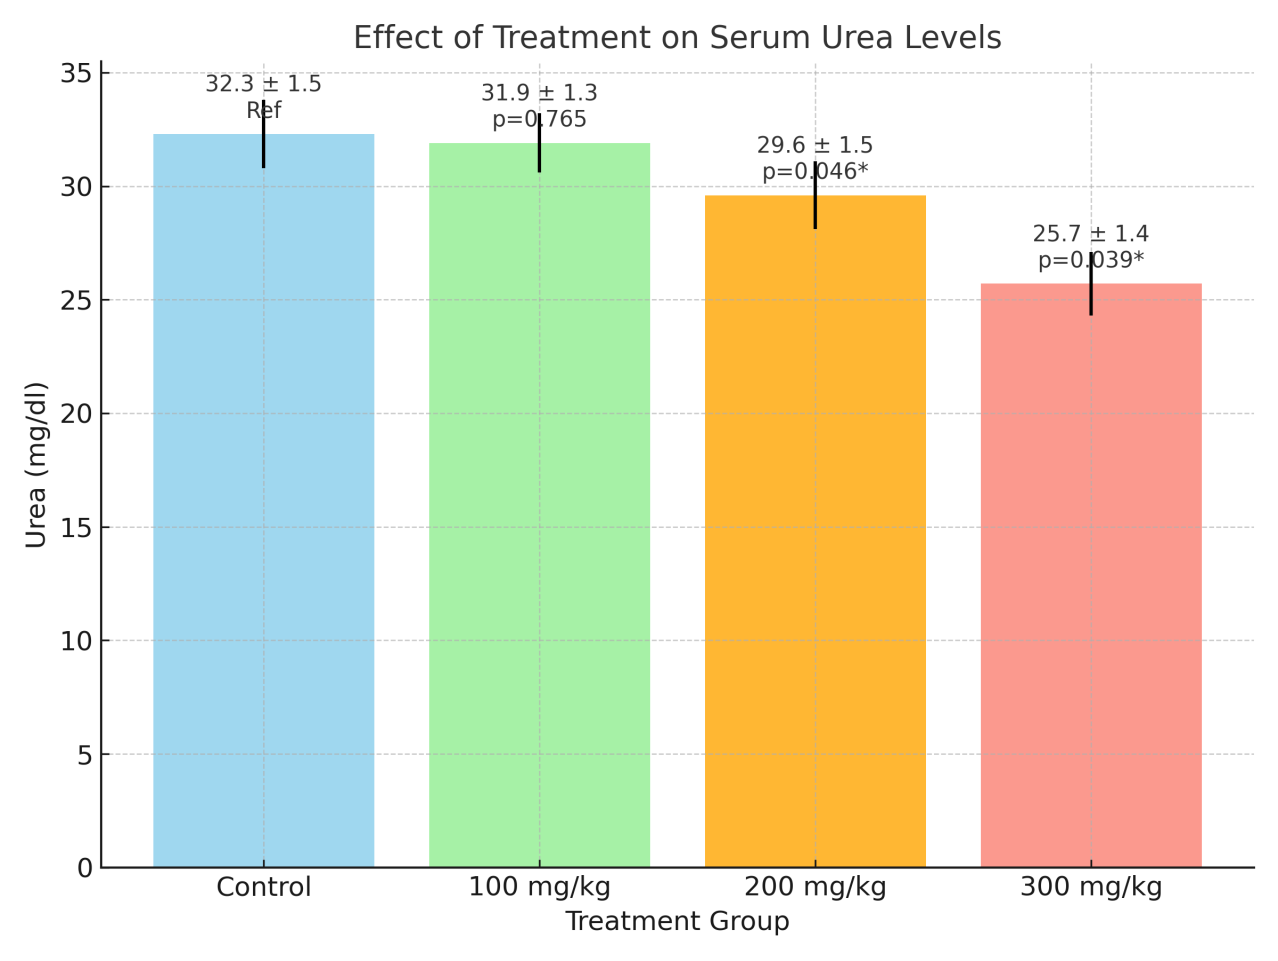 Effect of Treatment on Serum Urea Levels
35
30
25
20
15
10
5
0
Urea (mg/dl)
32.3 ± 1.5
Ref
31.9 ± 1.3
p=0.765
29.6 ± 1.5
p=0.046*
25.7 ± 1.4
p=0.039*
Control
100 mg/kg
200 mg/kg
300 mg/kg
Treatment Group